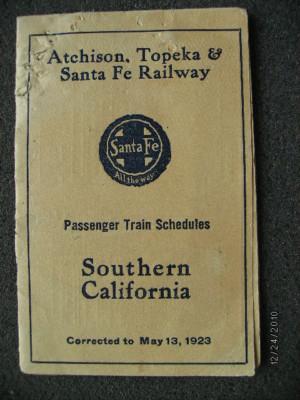 Atchison, Topeka &
Santa Fe Railway
Santa Fe
All the way
Passenger Train Schedules
Southern
California
Corrected to May 13, 1923
12/24/2010